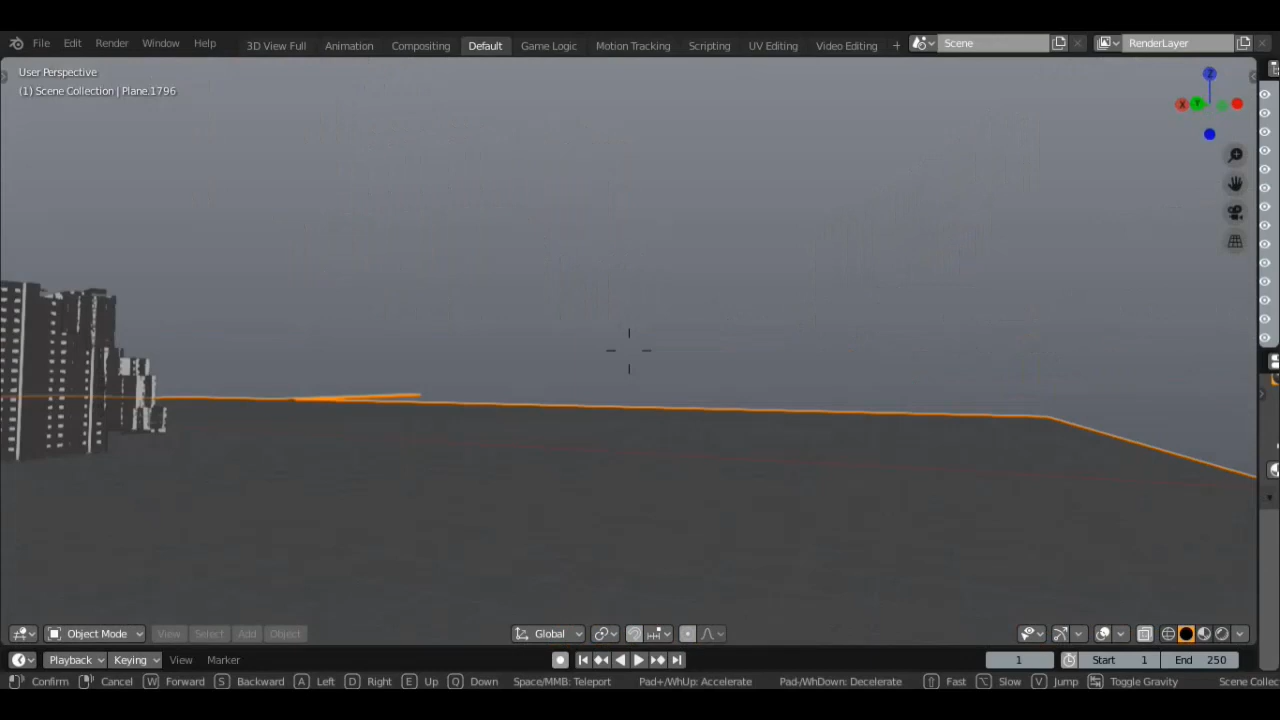 File Edit Render Window Help 3D View Full Animation Compositing Default Game Logic Motion Tracking Scripting UV Editing Video Editing + Scene RenderLayer
User Perspective
(1) Scene Collection | Plane.1796
Z
X Y
Object Mode View Select Add Object Global
Playback Keying View Marker 1 Start 1 End 250
Confirm Cancel W Forward S Backward A Left D Right E Up Q Down Space/MMB: Teleport Pad+/WhUp: Accelerate Pad-/WhDown: Decelerate Fast Slow V Jump Toggle Gravity Scene Collec